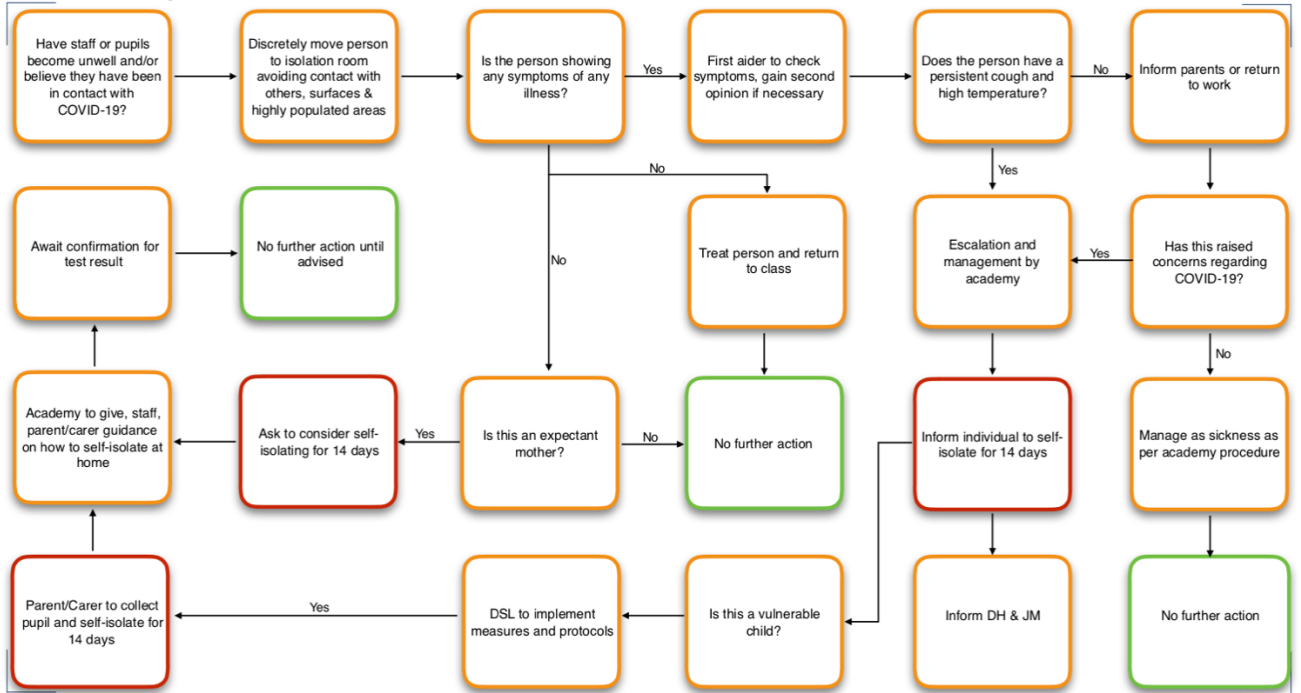 Have staff or pupils
become unwell and/or
believe they have been
in contact with
COVID-19?
Discretely move person
to isolation room
avoiding contact with
others, surfaces &
highly populated areas
Is the person showing
any symptoms of any
illness?
Yes
First aider to check
symptoms, gain second
opinion if necessary
Does the person have a
persistent cough and
high temperature?
No
Inform parents or return
to work
No
Yes
Await confirmation for
test result
No further action until
advised
No
Treat person and return
to class
Escalation and
management by
academy
Yes
Has this raised
concerns regarding
COVID-19?
No
Academy to give, staff,
parent/carer guidance
on how to self-isolate at
home
Ask to consider self-
isolating for 14 days
Yes
Is this an expectant
mother?
No
No further action
Inform individual to self-
isolate for 14 days
Manage as sickness as
per academy procedure
Parent/Carer to collect
pupil and self-isolate for
14 days
Yes
DSL to implement
measures and protocols
Is this a vulnerable
child?
Inform DH & JM
No further action